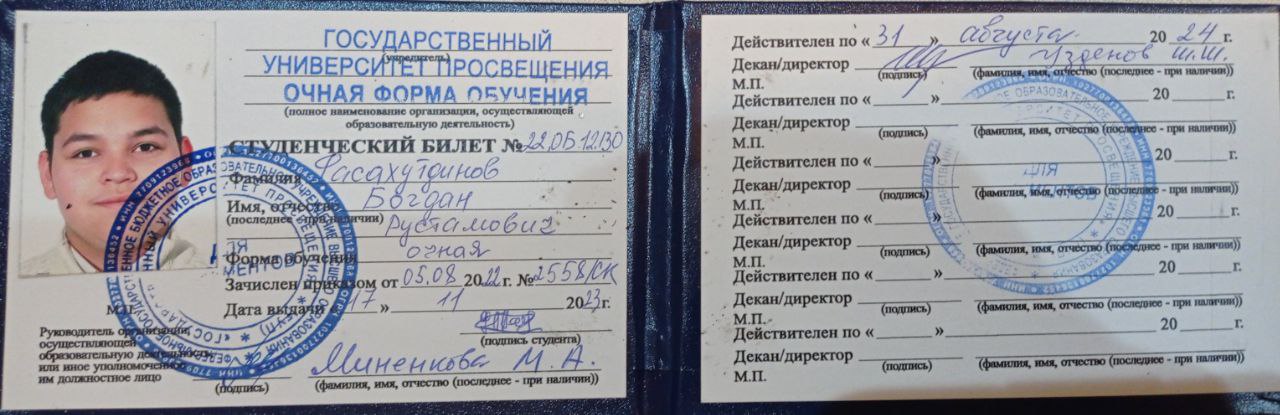 ГОСУДАРСТВЕННЫЙ
(учредитель)
УНИВЕРСИТЕТ ПРОСВЕЩЕНИЯ
ОЧНАЯ ФОРМА ОБУЧЕНИЯ
(полное наименование организации, осуществляющей
образовательную деятельность)
СТУДЕНЧЕСКИЙ БИЛЕТ № 22.ОБ.12.130
Фамилия Фасахутдинов
Имя, отчество Богдан
(последнее - при наличии) Рустамович
Форма обучения очная
Зачислен приказом от 05.08 2022 г. № 2558/СК
М.П. Дата выдачи « 17 » 11 2023 г.
(подпись студента)
Руководитель организации,
осуществляющей
образовательную деятельность,
или иное уполномоченное
им должностное лицо Миненкова М. А.
(подпись) (фамилия, имя, отчество (последнее - при наличии))
Действителен по « 31 » августа 20 24 г.
Декан/директор Узденов Ш.Ш.
(подпись) (фамилия, имя, отчество (последнее - при наличии))
М.П.
Действителен по « » 20 г.
Декан/директор
(подпись) (фамилия, имя, отчество (последнее - при наличии))
М.П.
Действителен по « » 20 г.
Декан/директор
(подпись) (фамилия, имя, отчество (последнее - при наличии))
М.П.
Действителен по « » 20 г.
Декан/директор
(подпись) (фамилия, имя, отчество (последнее - при наличии))
М.П.
Действителен по « » 20 г.
Декан/директор
(подпись) (фамилия, имя, отчество (последнее - при наличии))
М.П.
Действителен по « » 20 г.
Декан/директор
(подпись) (фамилия, имя, отчество (последнее - при наличии))
М.П.